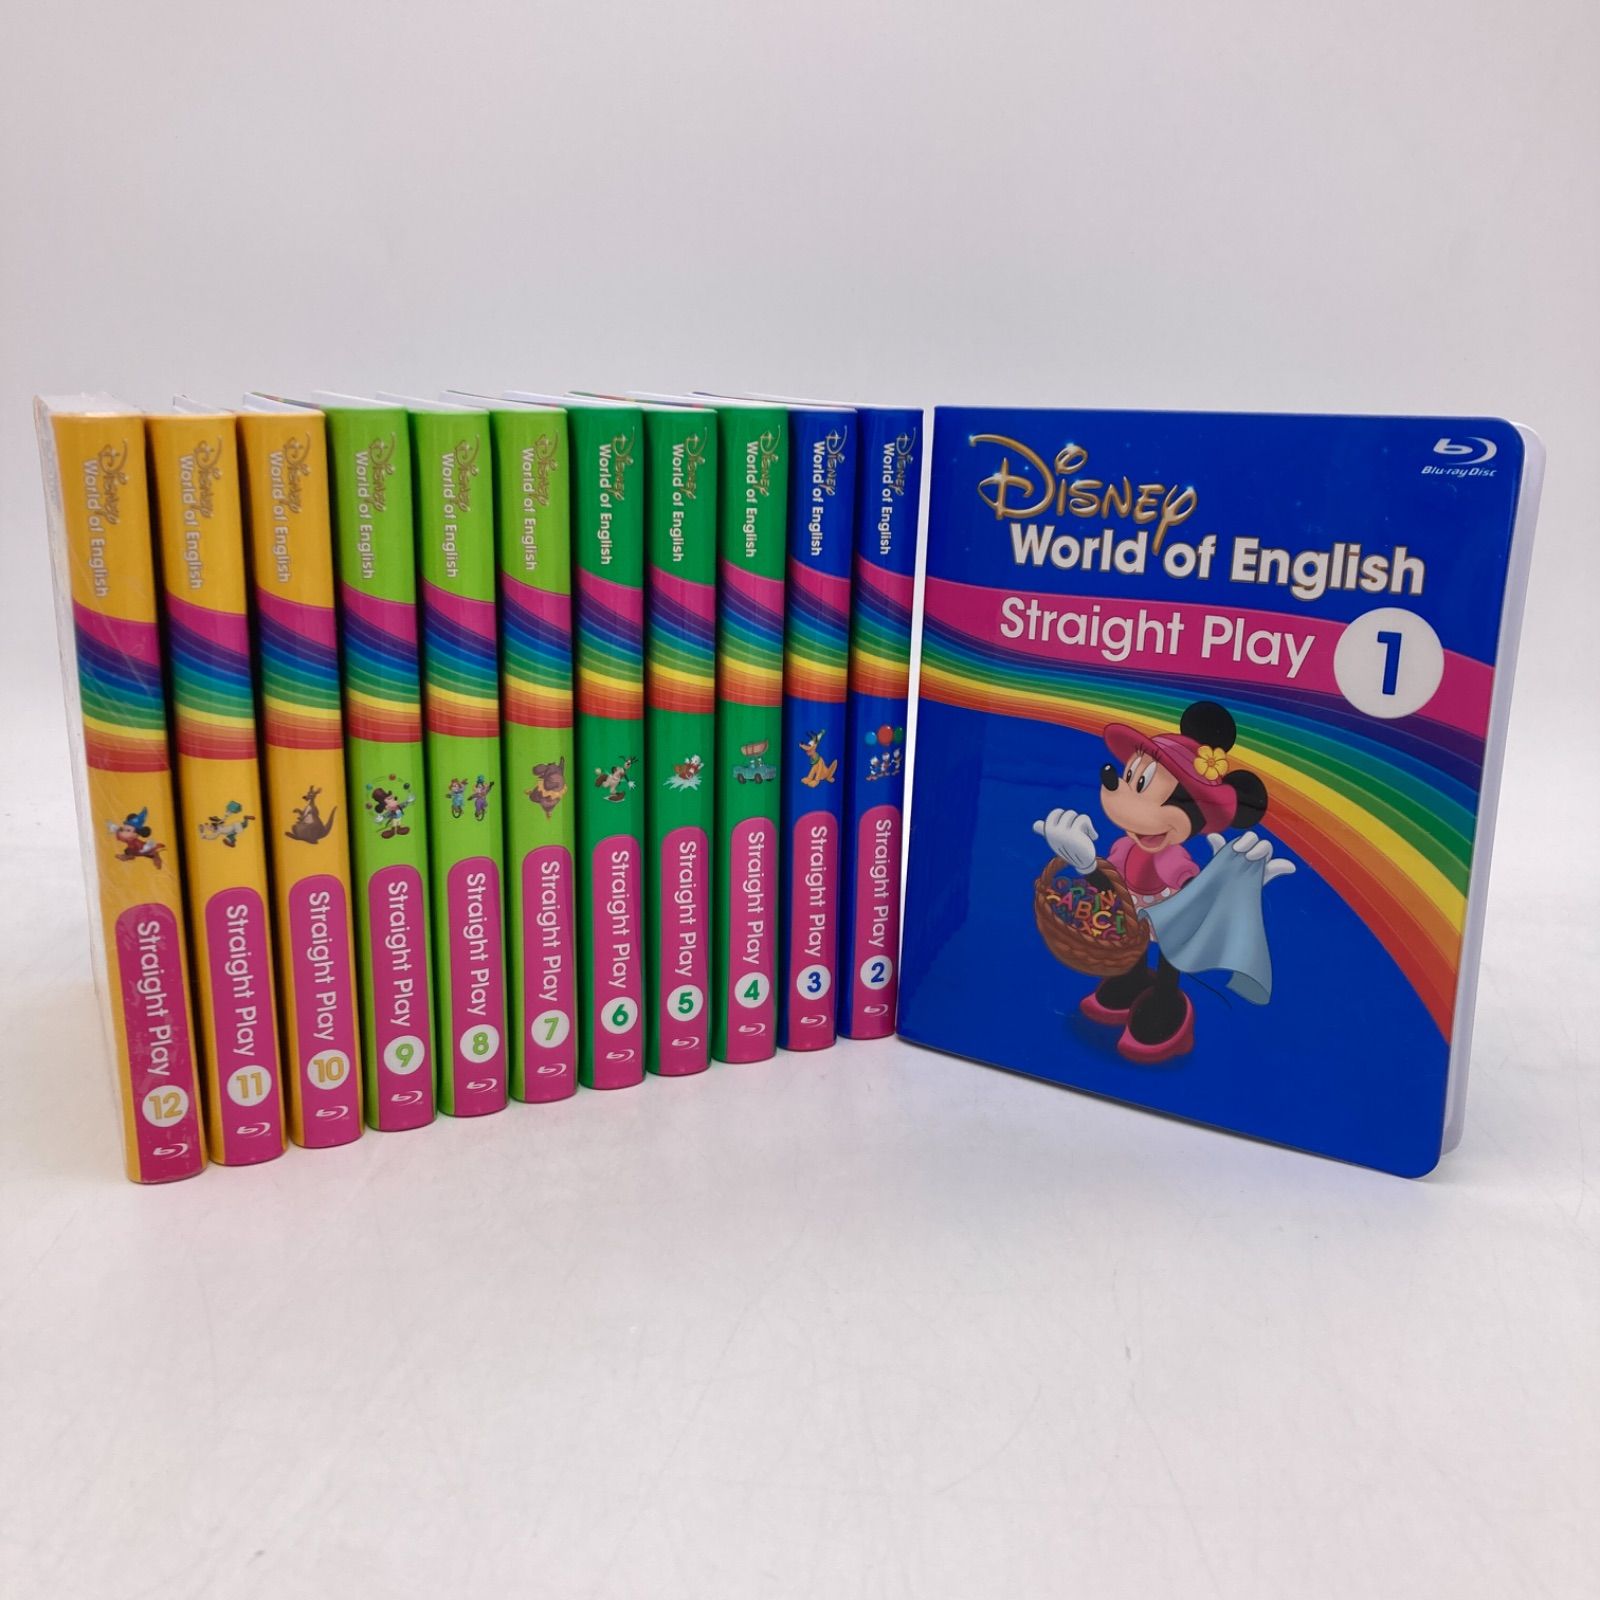 Disney
World of English
Straight Play
12
Disney
World of English
Straight Play
11
Disney
World of English
Straight Play
10
Disney
World of English
Straight Play
9
Disney
World of English
Straight Play
8
Disney
World of English
Straight Play
7
Disney
World of English
Straight Play
6
Disney
World of English
Straight Play
5
Disney
World of English
Straight Play
4
Disney
World of English
Straight Play
3
Disney
World of English
Straight Play
2
Blu-ray Disc
Disney
World of English
Straight Play 1
ABC